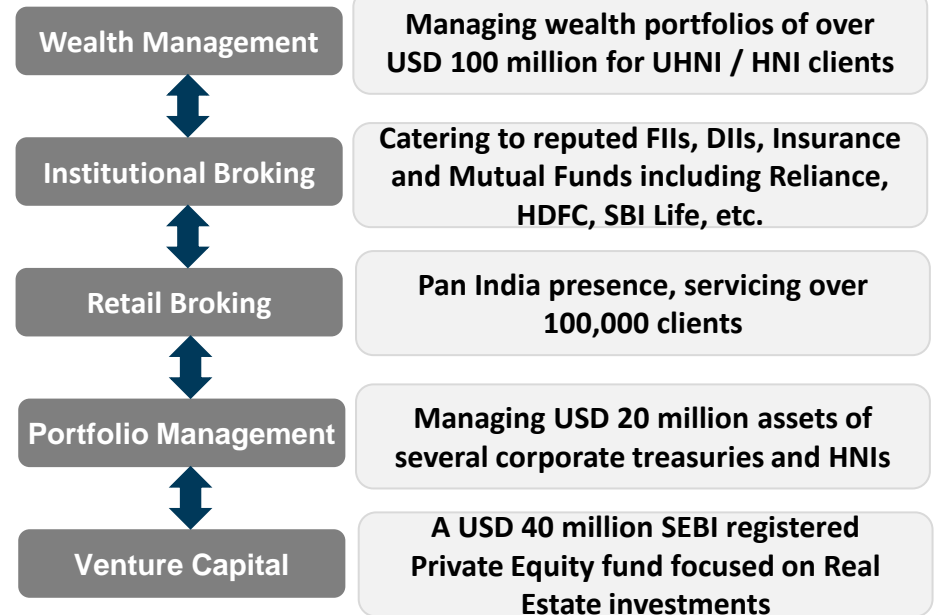 Wealth Management
Managing wealth portfolios of over
USD 100 million for UHNI / HNI clients
Institutional Broking
Catering to reputed FIIs, DIIs, Insurance
and Mutual Funds including Reliance,
HDFC, SBI Life, etc.
Retail Broking
Pan India presence, servicing over
100,000 clients
Portfolio Management
Managing USD 20 million assets of
several corporate treasuries and HNIs
Venture Capital
A USD 40 million SEBI registered
Private Equity fund focused on Real
Estate investments